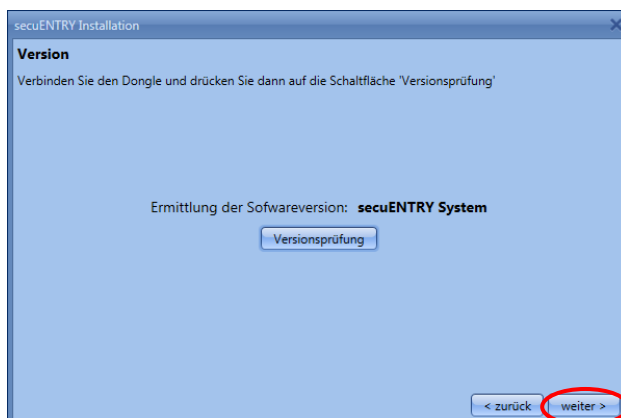 secuENTRY Installation
Version
Verbinden Sie den Dongle und drücken Sie dann auf die Schaltfläche 'Versionsprüfung'
Ermittlung der Sofwareversion: secuENTRY System
Versionsprüfung
< zurück weiter >